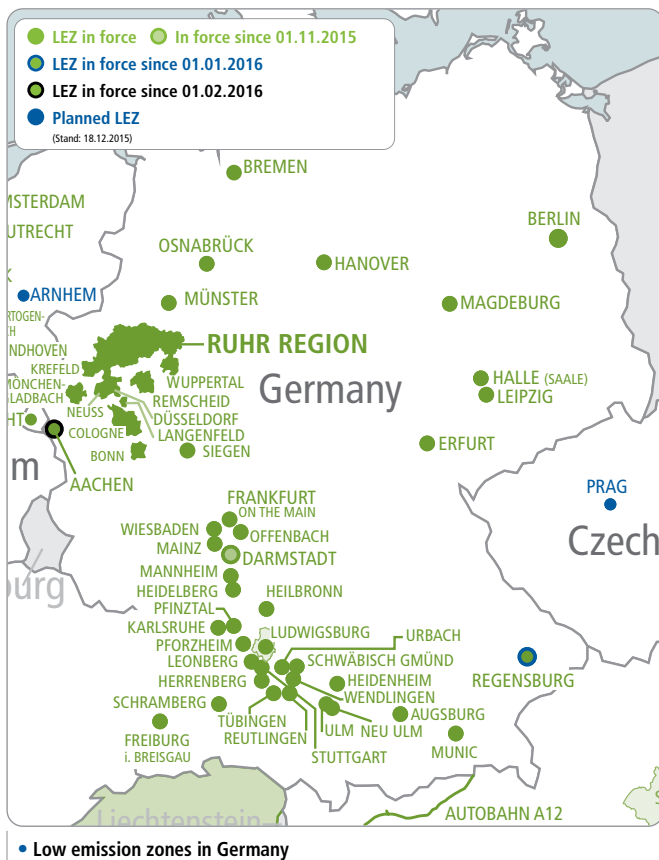 LEZ in force In force since 01.11.2015
LEZ in force since 01.01.2016
LEZ in force since 01.02.2016
Planned LEZ
(Stand: 18.12.2015)
BREMEN
MSTERDAM
UTRECHT
BERLIN
OSNABRÜCK
HANOVER
K
ARNHEM
MÜNSTER
MAGDEBURG
RTOGEN-
CH
RUHR REGION
NDHOVEN
KREFELD
WUPPERTAL
Germany
HALLE (SAALE)
MÖNCHEN-
GLADBACH
REMSCHEID
LEIPZIG
NEUSS
DÜSSELDORF
HT
COLOGNE
LANGENFELD
BONN
SIEGEN
ERFURT
m
AACHEN
PRAG
FRANKFURT
ON THE MAIN
WIESBADEN
OFFENBACH
Czech
MAINZ
DARMSTADT
MANNHEIM
burg
HEIDELBERG
HEILBRONN
PFINZTAL
KARLSRUHE
LUDWIGSBURG
URBACH
PFORZHEIM
LEONBERG
SCHWÄBISCH GMÜND
HERRENBERG
HEIDENHEIM
REGENSBURG
WENDLINGEN
SCHRAMBERG
TÜBINGEN
AUGSBURG
REUTLINGEN
ULM
NEU ULM
FREIBURG
i. BREISGAU
STUTTGART
MUNIC
Liechtenstein
AUTOBAHN A12
S
• Low emission zones in Germany